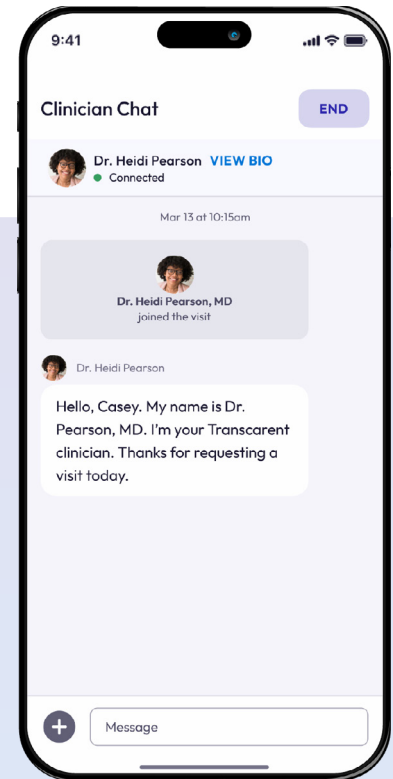 9:41
Clinician Chat
END
Dr. Heidi Pearson VIEW BIO
Connected
Mar 13 at 10:15am
Dr. Heidi Pearson, MD
joined the visit
Dr. Heidi Pearson
Hello, Casey. My name is Dr.
Pearson, MD. I'm your Transcarent
clinician. Thanks for requesting a
visit today.
Message